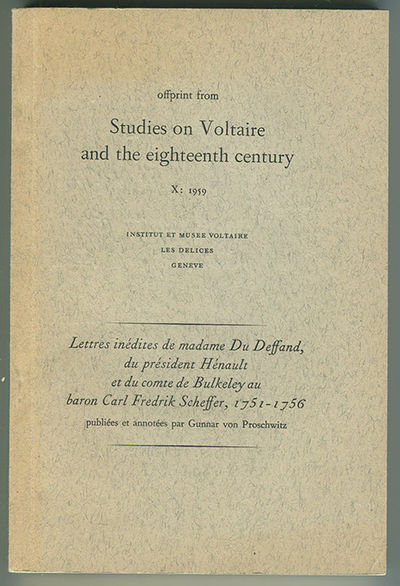 offprint from
Studies on Voltaire
and the eighteenth century
X: 1959
INSTITUT ET MUSEE VOLTAIRE
LES DELICES
GENEVE
Lettres inédites de madame Du Deffand,
du président Hénault
et du comte de Bulkeley au
baron Carl Fredrik Scheffer, 1751-1756
publiées et annotées par Gunnar von Proschwitz